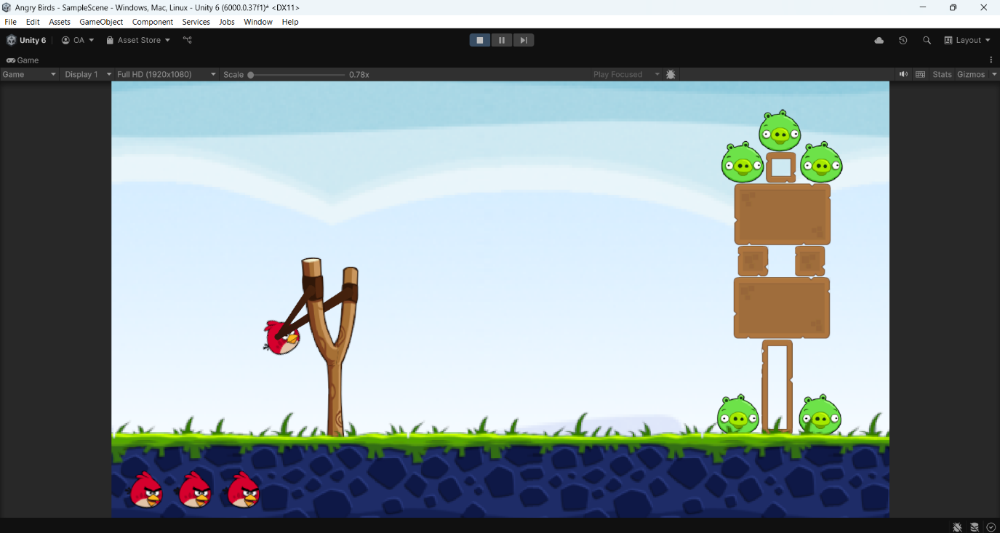 Angry Birds - SampleScene - Windows, Mac, Linux - Unity 6 (6000.0.37f1)* <DX11>
File Edit Assets GameObject Component Services Jobs Window Help
Unity 6 OA Asset Store Layout
Game
Game Display 1 Full HD (1920x1080) Scale 0.78x Play Focused Stats Gizmos